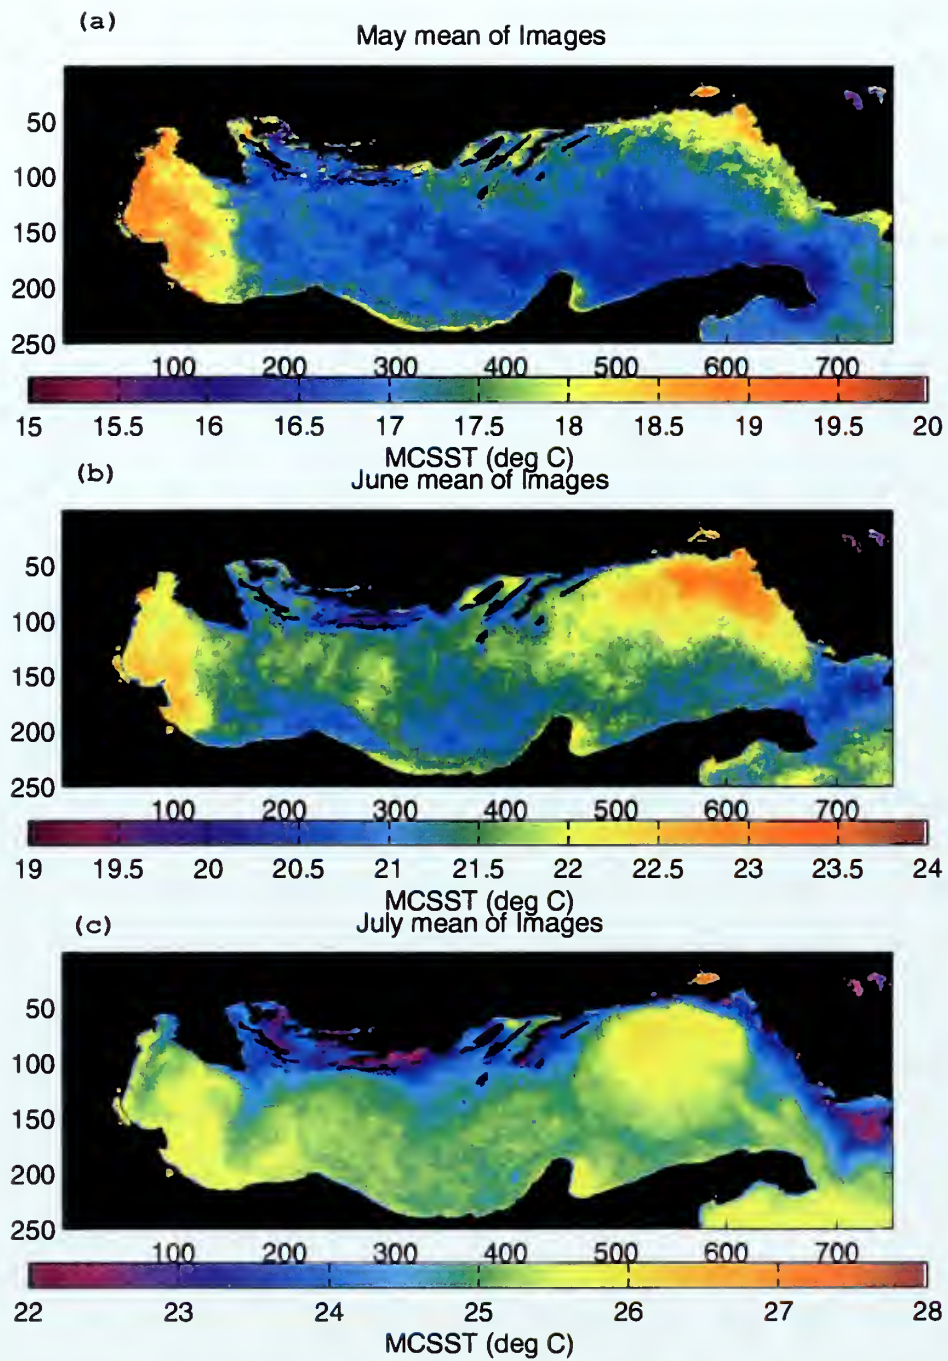 (a)
May mean of Images
50
100
150
200
250
100 200 300 400 500 600 700
15 15.5 16 16.5 17 17.5 18 18.5 19 19.5 20
MCSST (deg C)
(b)
June mean of Images
50
100
150
200
250
100 200 300 400 500 600 700
19 19.5 20 20.5 21 21.5 22 22.5 23 23.5 24
MCSST (deg C)
(c)
July mean of Images
50
100
150
200
250
100 200 300 400 500 600 700
22 23 24 25 26 27 28
MCSST (deg C)